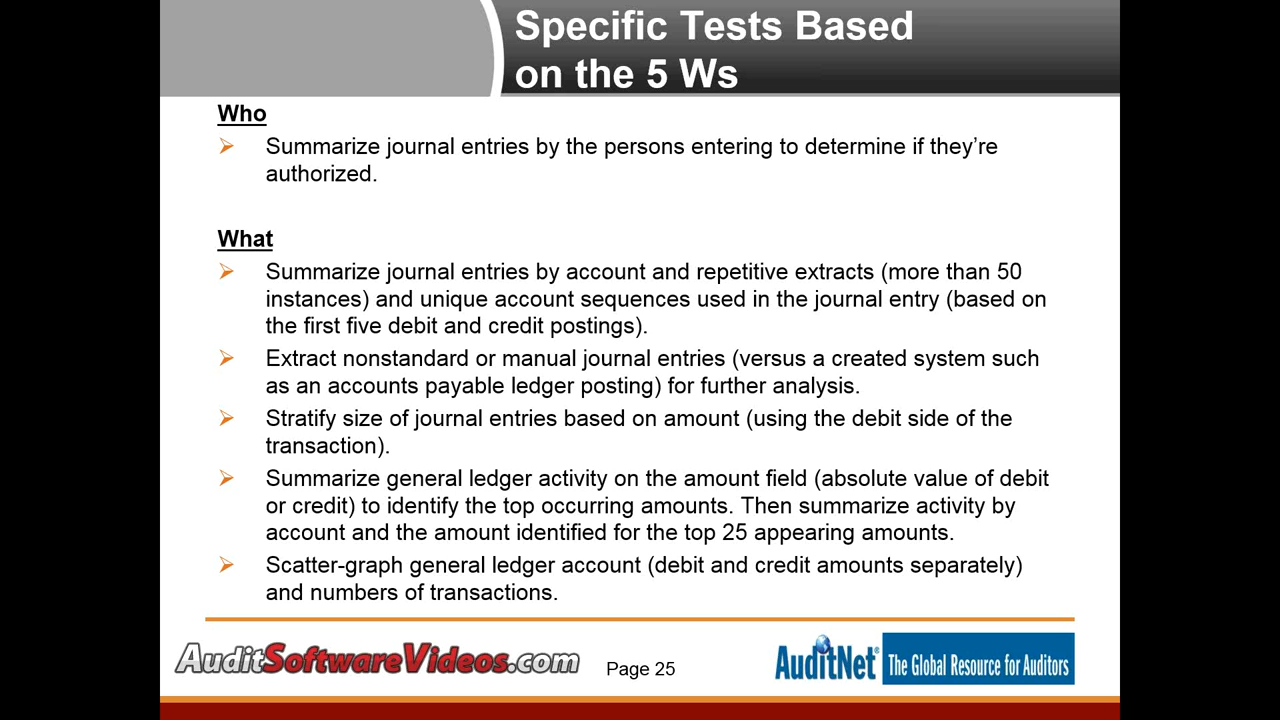 Specific Tests Based
on the 5 Ws
Who
Summarize journal entries by the persons entering to determine if they're
authorized.
What
Summarize journal entries by account and repetitive extracts (more than 50
instances) and unique account sequences used in the journal entry (based on
the first five debit and credit postings).
Extract nonstandard or manual journal entries (versus a created system such
as an accounts payable ledger posting) for further analysis.
Stratify size of journal entries based on amount (using the debit side of the
transaction).
Summarize general ledger activity on the amount field (absolute value of debit
or credit) to identify the top occurring amounts. Then summarize activity by
account and the amount identified for the top 25 appearing amounts.
Scatter-graph general ledger account (debit and credit amounts separately)
and numbers of transactions.
AuditSoftwareVideos.com
Page 25
AuditNet® The Global Resource for Auditors